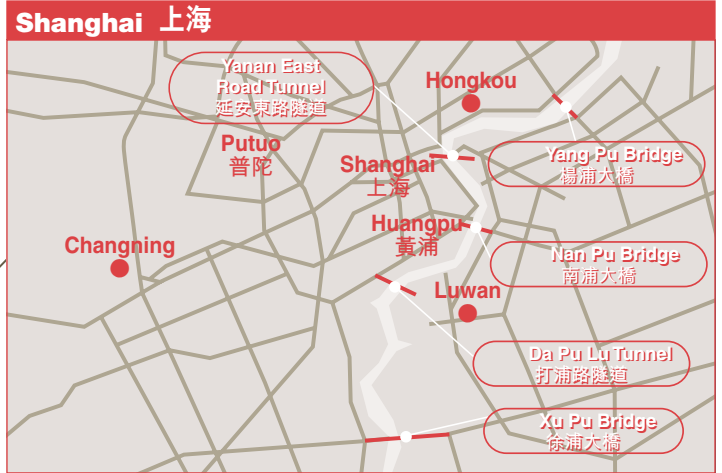 Shanghai 上海
Yanan East
Road Tunnel
延安東路隧道
Hongkou
Putuo
普陀
Shanghai
上海
Yang Pu Bridge
楊浦大橋
Huangpu
黃浦
Changning
Nan Pu Bridge
南浦大橋
Luwan
Da Pu Lu Tunnel
打浦路隧道
Xu Pu Bridge
徐浦大橋